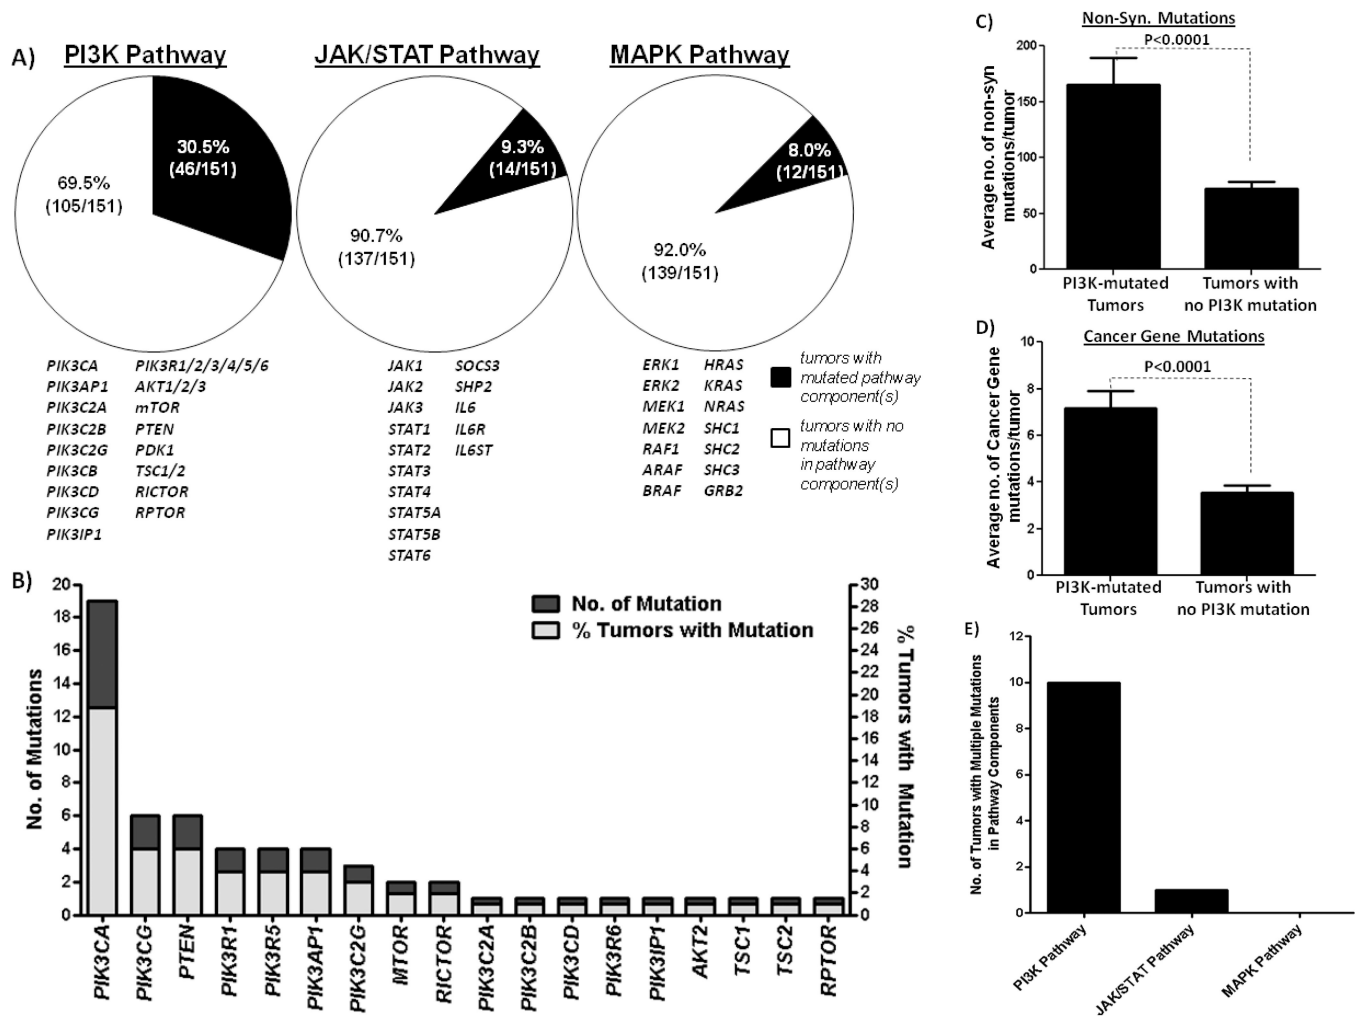 A)
PI3K Pathway
JAK/STAT Pathway
MAPK Pathway
30.5%
(46/151)
69.5%
(105/151)
9.3%
(14/151)
90.7%
(137/151)
8.0%
(12/151)
92.0%
(139/151)
PIK3CA PIK3R1/2/3/4/5/6
PIK3AP1 AKT1/2/3
PIK3C2A mTOR
PIK3C2B PTEN
PIK3C2G PDK1
PIK3CB TSC1/2
PIK3CD RICTOR
PIK3CG RPTOR
PIK3IP1
JAK1 SOCS3
JAK2 SHP2
JAK3 IL6
STAT1 IL6R
STAT2 IL6ST
STAT3
STAT4
STAT5A
STAT5B
STAT6
ERK1 HRAS
ERK2 KRAS
MEK1 NRAS
MEK2 SHC1
RAF1 SHC2
ARAF SHC3
BRAF GRB2
tumors with
mutated pathway
component(s)
tumors with no
mutations
in pathway
component(s)
B)
No. of Mutations
20
18
16
14
12
10
8
6
4
2
0
No. of Mutation
% Tumors with Mutation
30
28
26
24
22
20
18
16
14
12
10
8
6
4
2
0
% Tumors with Mutation
PIK3CA
PIK3CG
PTEN
PIK3R1
PIK3R5
PIK3AP1
PIK3C2G
MTOR
RICTOR
PIK3C2A
PIK3C2B
PIK3CD
PIK3R6
PIK3IP1
AKT2
TSC1
TSC2
RPTOR
C)
Non-Syn. Mutations
P<0.0001
Average no. of non-syn
mutations/tumor
200
150
100
50
0
PI3K-mutated
Tumors
Tumors with
no PI3K mutation
D)
Cancer Gene Mutations
P<0.0001
Average no. of Cancer Gene
mutations/tumor
10
8
6
4
2
0
PI3K-mutated
Tumors
Tumors with
no PI3K mutation
E)
No. of Tumors with Multiple Mutations
in Pathway Components
12
10
8
6
4
2
0
PI3K Pathway
JAK/STAT Pathway
MAPK Pathway